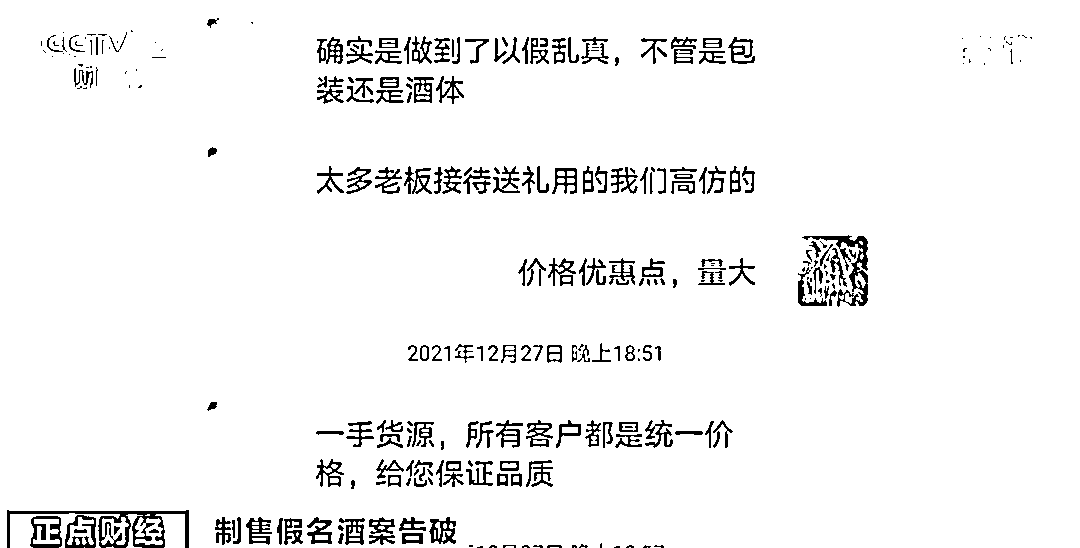 CCTV 2
财
确实是做到了以假乱真，不管是包
装还是酒体
太多老板接待送礼用的我们高仿的
价格优惠点，量大
2021年12月27日 晚上18:51
一手货源，所有客户都是统一价
格，给您保证品质
正点财经
制售假名酒案告破